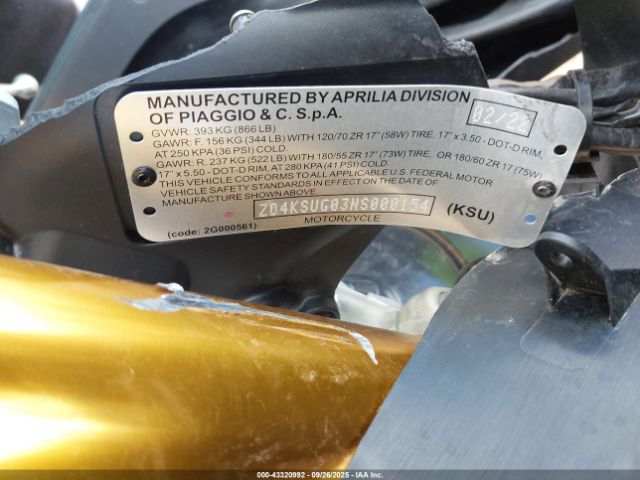 MANUFACTURED BY APRILIA DIVISION
OF PIAGGIO & C. S.p.A. 02/22
GVWR: 393 KG (866 LB)
GAWR: F. 156 KG (344 LB) WITH 120/70 ZR 17" (58W) TIRE, 17" x 3.50 - DOT-D RIM,
AT 250 KPA (36 PSI) COLD.
GAWR: R. 237 KG (522 LB) WITH 180/55 ZR 17" (73W) TIRE, OR 180/60 ZR 17 (75W)
17" x 5.50 - DOT-D RIM, AT 280 KPA (41 PSI) COLD.
THIS VEHICLE CONFORMS TO ALL APPLICABLE U.S. FEDERAL MOTOR
VEHICLE SAFETY STANDARDS IN EFFECT ON THE DATE OF
MANUFACTURE SHOWN ABOVE.
ZD4KSUG03NS000154 (KSU)
MOTORCYCLE
(code: 2G000561)
000-43320992 - 09/26/2025 - IAA, Inc.